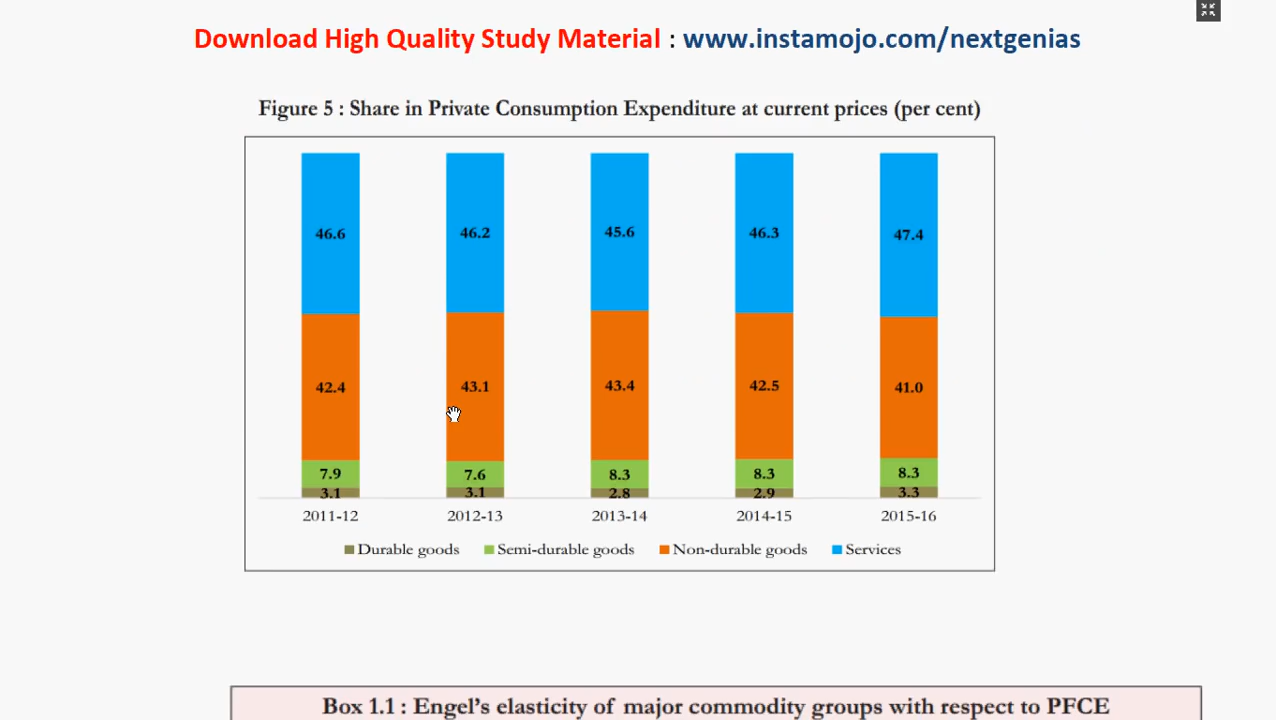 Download High Quality Study Material : www.instamojo.com/nextgenias
Figure 5 : Share in Private Consumption Expenditure at current prices (per cent)
46.6 46.2 45.6 46.3 47.4
42.4 43.1 43.4 42.5 41.0
7.9 7.6 8.3 8.3 8.3
3.1 3.1 2.8 2.9 3.3
2011-12 2012-13 2013-14 2014-15 2015-16
Durable goods Semi-durable goods Non-durable goods Services
Box 1.1 : Engel's elasticity of major commodity groups with respect to PFCE